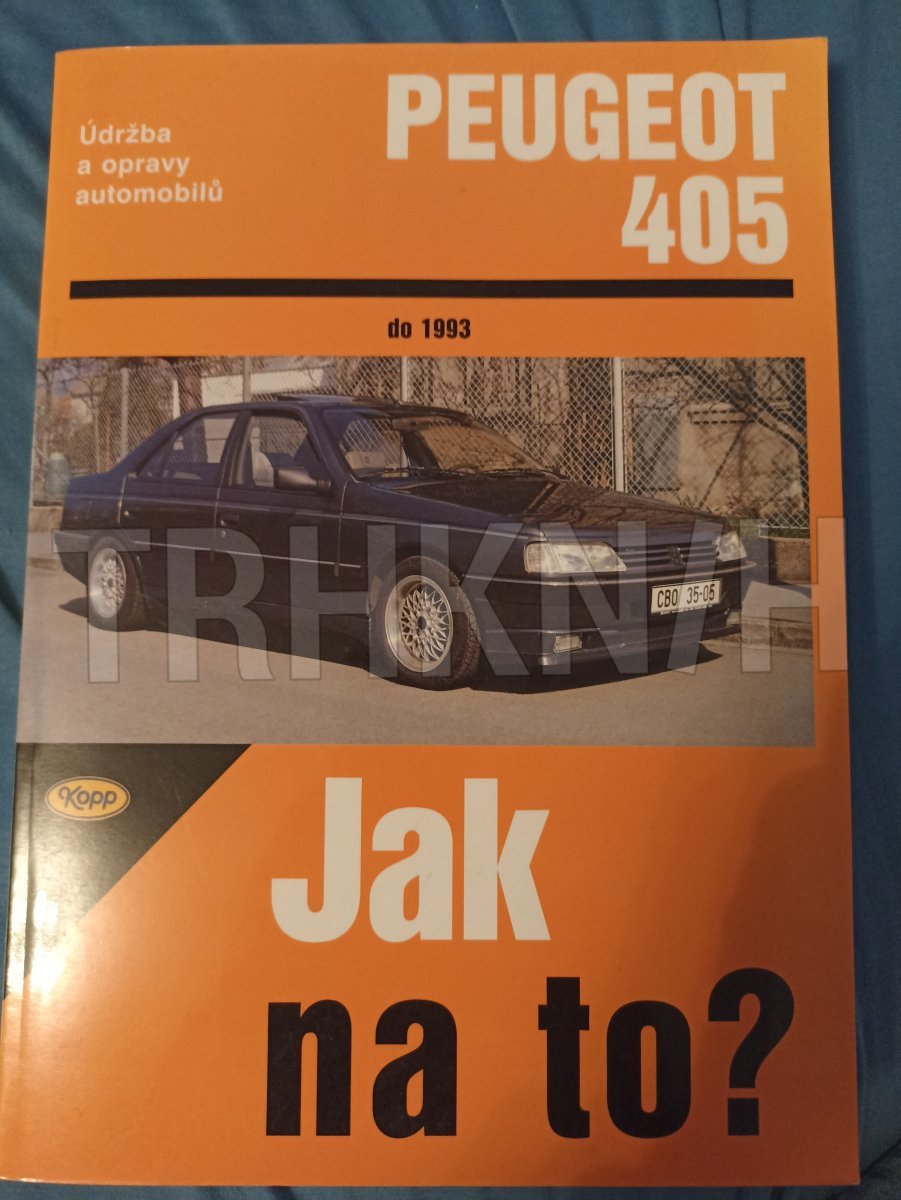 PEUGEOT
405
Údržba
a opravy
automobilů
do 1993
CBO 35-05
TRHKNIH
Kopp
Jak
na to?